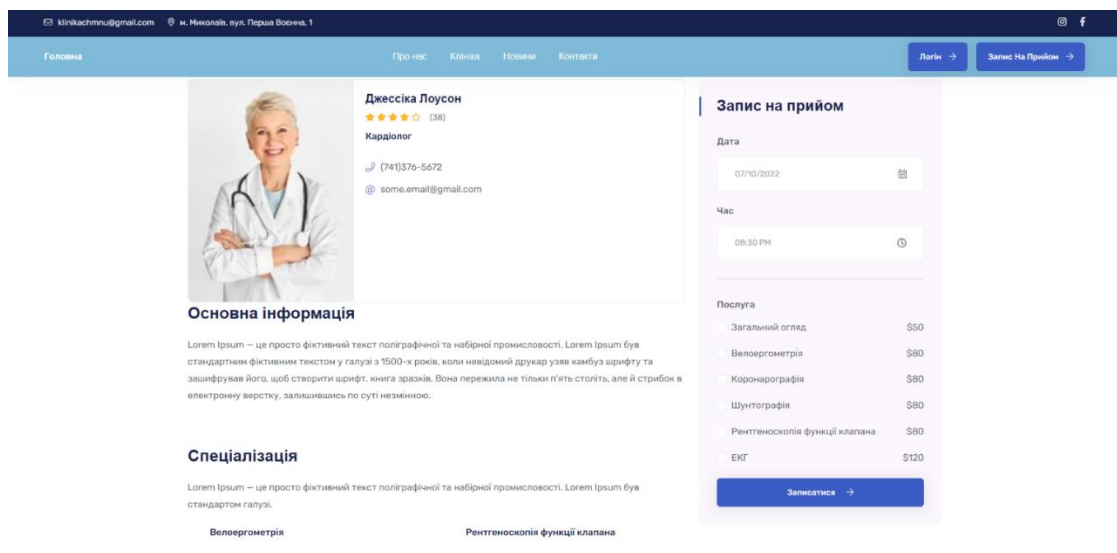 klinikachmnu@gmail.com м. Миколаїв, вул. Перша Воєнна, 1
Головна Про нас Клініка Новини Контакти Логін → Запис На Прийом →
Джессіка Лоусон
(38)
Кардіолог
(741)376-5672
some.email@gmail.com
Основна інформація
Lorem Ipsum — це просто фіктивний текст поліграфічної та набірної промисловості. Lorem Ipsum був
стандартним фіктивним текстом у галузі з 1500-х років, коли невідомий друкар узяв камбуз шрифту та
зашифрував його, щоб створити шрифт. книга зразків. Вона пережила не тільки п'ять століть, але й стрибок в
електронну верстку, залишившись по суті незмінною.
Спеціалізація
Lorem Ipsum — це просто фіктивний текст поліграфічної та набірної промисловості. Lorem Ipsum був
стандартом галузі.
Велоергометрія Рентгеноскопія функції клапана
Запис на прийом
Дата
07/10/2022
Час
08:30 PM
Послуга
Загальний огляд $50
Велоергометрія $80
Коронарографія $80
Шунтографія $80
Рентгеноскопія функції клапана $80
ЕКГ $120
Записатися →